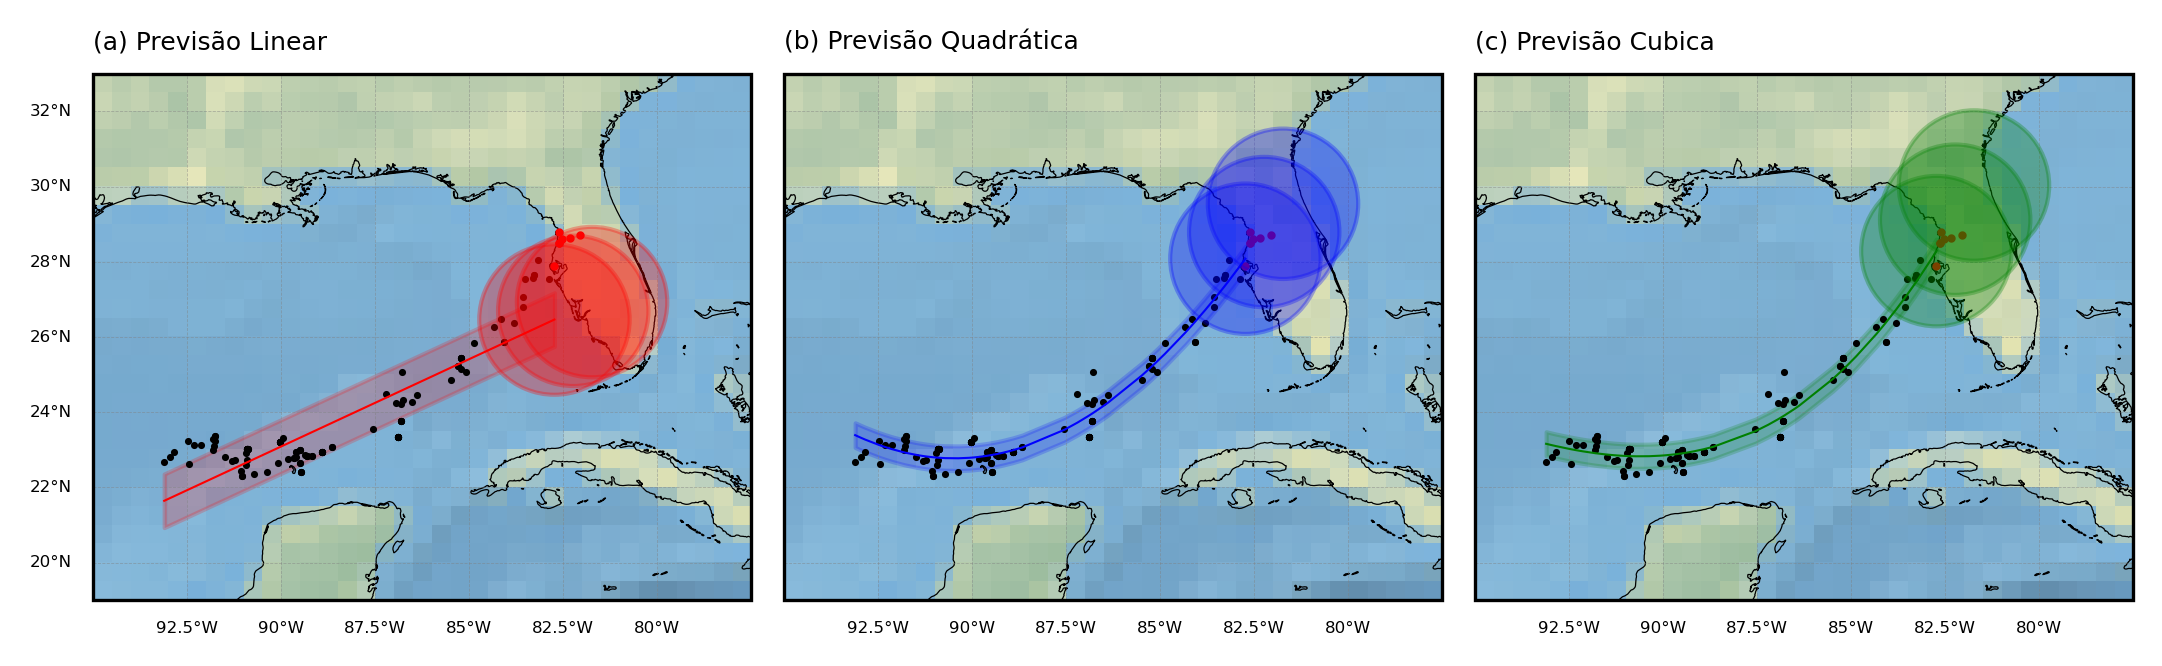 (a) Previsão Linear
(b) Previsão Quadrática
(c) Previsão Cubica
32°N
30°N
28°N
26°N
24°N
22°N
20°N
92.5°W 90°W 87.5°W 85°W 82.5°W 80°W
92.5°W 90°W 87.5°W 85°W 82.5°W 80°W
92.5°W 90°W 87.5°W 85°W 82.5°W 80°W